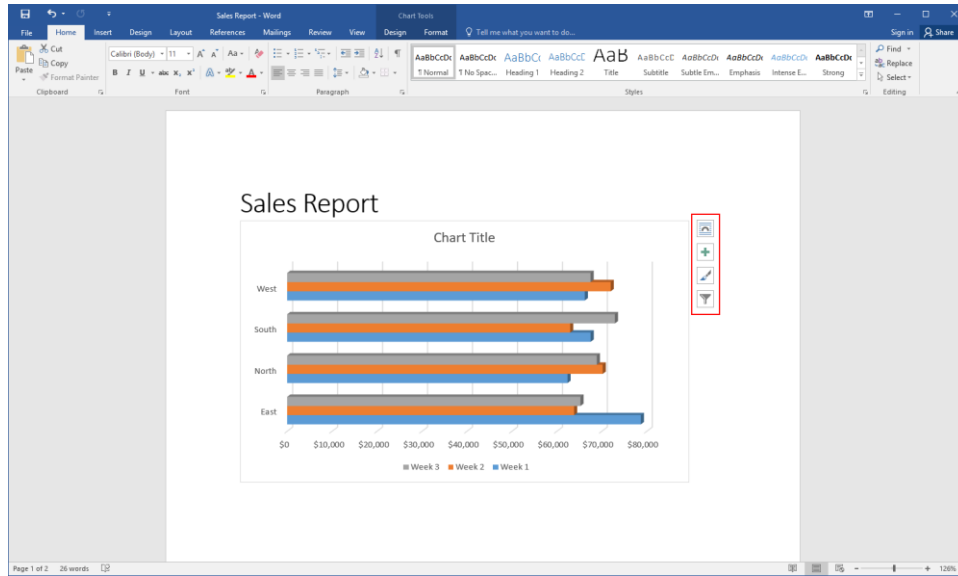 Sales Report - Word
Chart Tools
File Home Insert Design Layout References Mailings Review View Design Format Tell me what you want to do... Sign in Share
Paste
Cut
Copy
Format Painter
Clipboard
Calibri (Body) 11 A A Aa
B I U abc x, x² A A
Font
Paragraph
AaBbCcDc AaBbCcDc AaBbCc AaBbCcC AaB AaBbCcC AaBbCcDc AaBbCcDc AaBbCcDc AaBbCcDc
¶ Normal ¶ No Spac... Heading 1 Heading 2 Title Subtitle Subtle Em... Emphasis Intense E... Strong
Styles
Find
Replace
Select
Editing
Sales Report
Chart Title
West
South
North
East
$0 $10,000 $20,000 $30,000 $40,000 $50,000 $60,000 $70,000 $80,000
Week 3 Week 2 Week 1
Page 1 of 2 26 words 126%